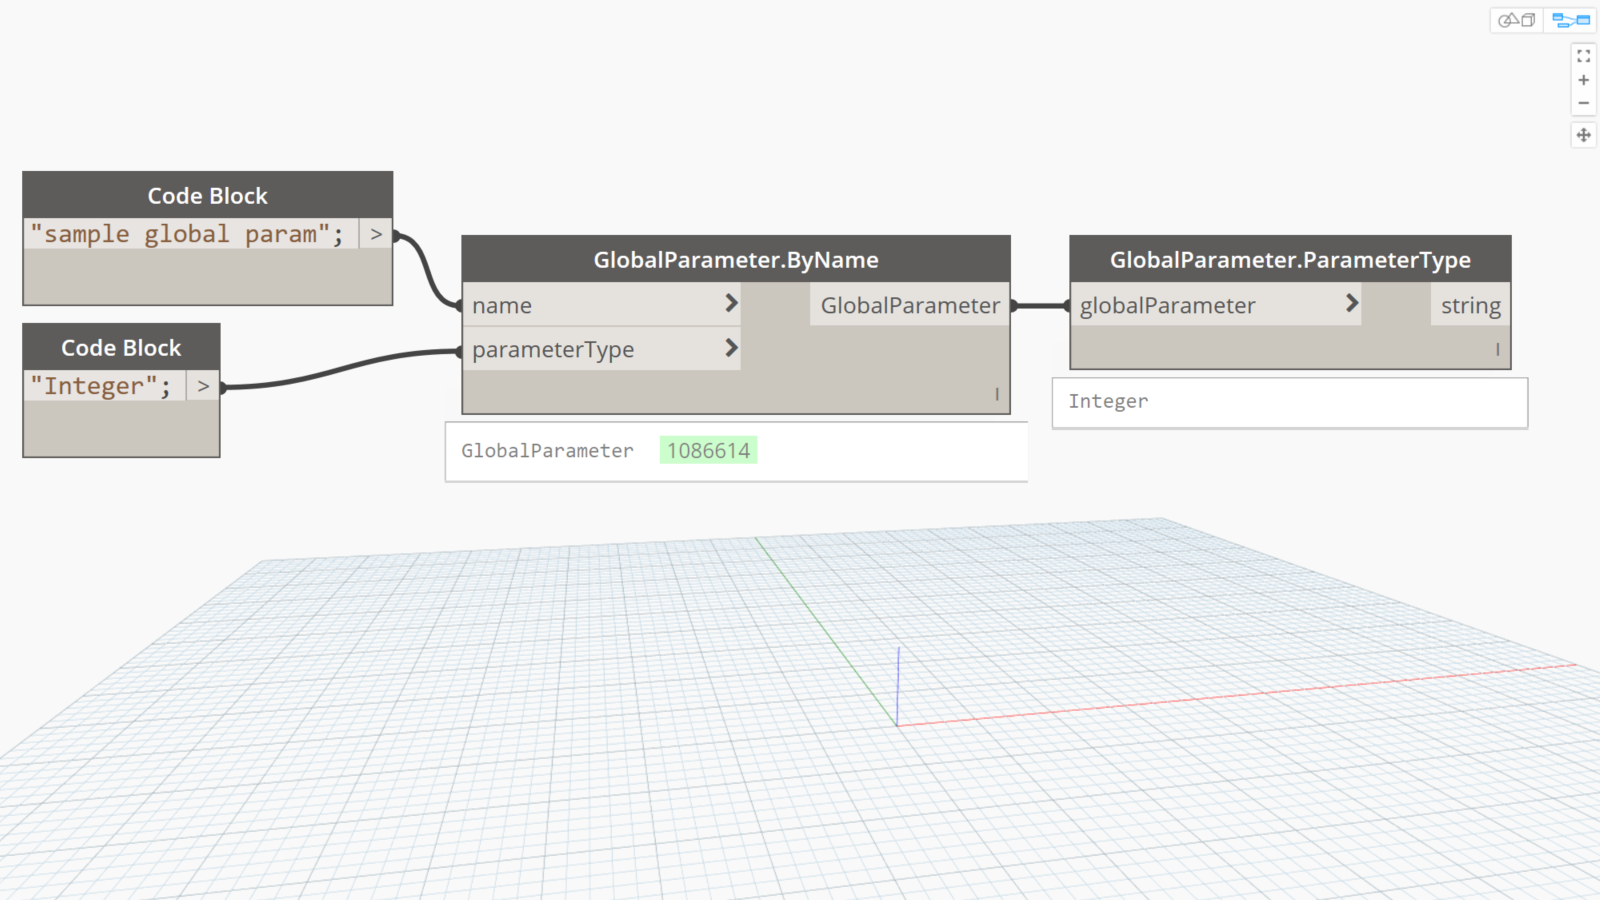 Code Block
"sample global param"; >
Code Block
"Integer"; >
GlobalParameter.ByName
name > GlobalParameter
parameterType >
l
GlobalParameter 1086614
GlobalParameter.ParameterType
globalParameter > string
l
Integer